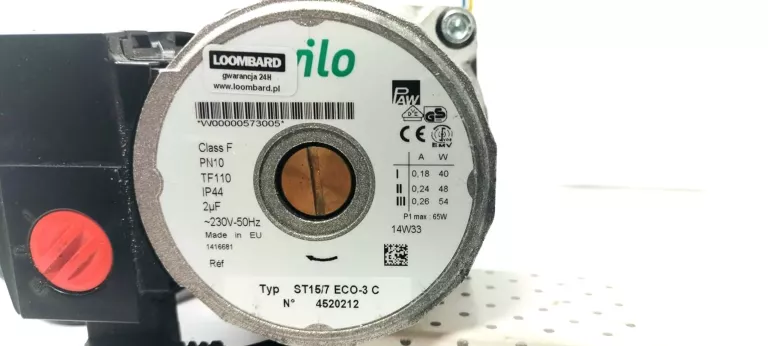 LOOMBARD
gwarancja 24H
www.loombard.pl
ilo
*W00000573005*
PAW
Class F
PN10
TF110
IP44
2µF
~230V-50Hz
Made in EU
1416681
Ref
CE
GS
EMV
A W
I 0,18 40
II 0,24 48
III 0,26 54
P1 max : 65W
14W33
Typ ST15/7 ECO-3 C
N° 4520212